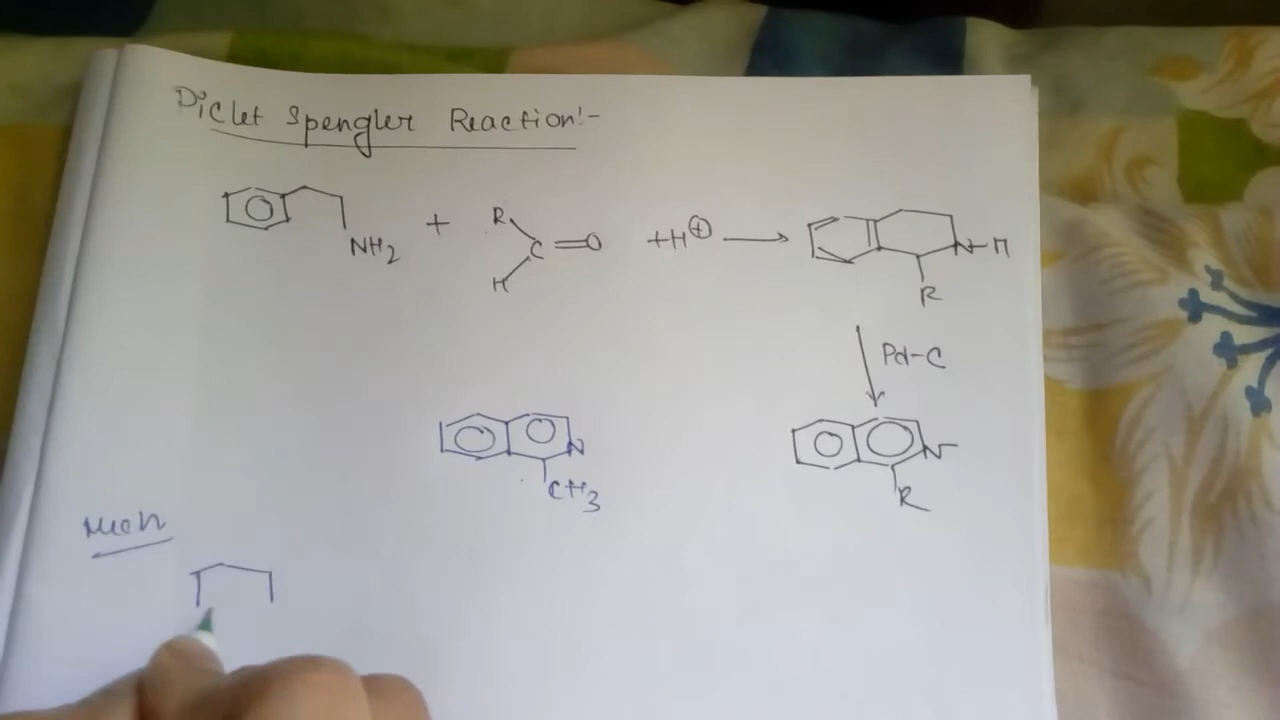 Piclet Spengler Reaction:-
NH2 + R C=O H +H⊕ → N-H R
Pd-C
N CH3 N R
Mech